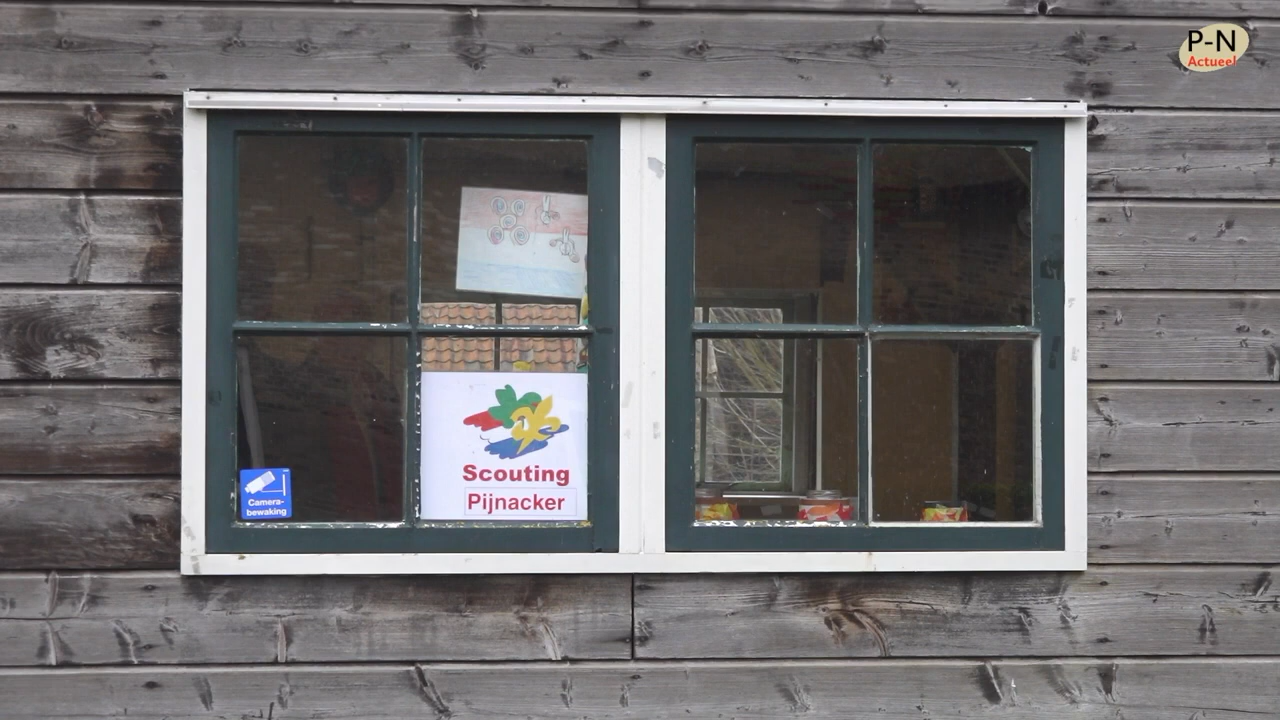 P-N
Actueel
Scouting
Pijnacker
Camera-
bewaking